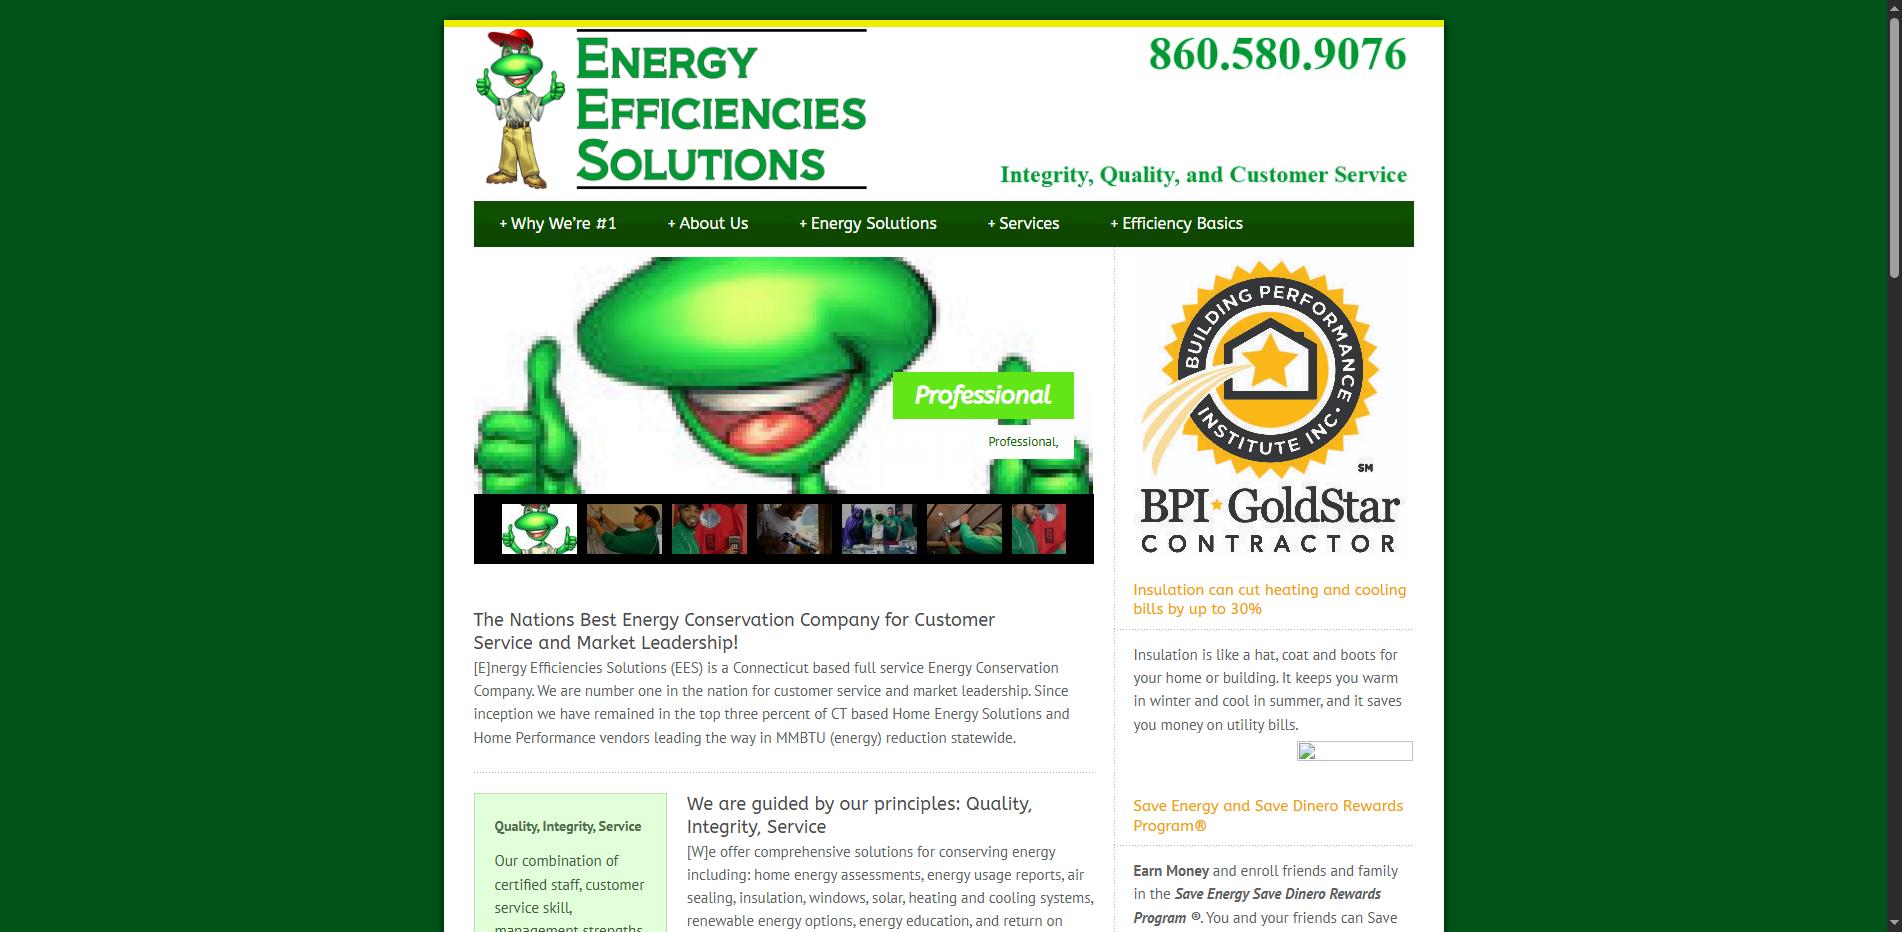 ENERGY
EFFICIENCIES
SOLUTIONS
860.580.9076
Integrity, Quality, and Customer Service
+ Why We're #1
+ About Us
+ Energy Solutions
+ Services
+ Efficiency Basics
Professional
Professional,
The Nations Best Energy Conservation Company for Customer
Service and Market Leadership!
[E]nergy Efficiencies Solutions (EES) is a Connecticut based full service Energy Conservation
Company. We are number one in the nation for customer service and market leadership. Since
inception we have remained in the top three percent of CT based Home Energy Solutions and
Home Performance vendors leading the way in MMBTU (energy) reduction statewide.
Quality, Integrity, Service
Our combination of
certified staff, customer
service skill,
management strengths
We are guided by our principles: Quality,
Integrity, Service
[W]e offer comprehensive solutions for conserving energy
including: home energy assessments, energy usage reports, air
sealing, insulation, windows, solar, heating and cooling systems,
renewable energy options, energy education, and return on
BUILDING PERFORMANCE
INSTITUTE INC •
SM
BPI GoldStar
CONTRACTOR
Insulation can cut heating and cooling
bills by up to 30%
Insulation is like a hat, coat and boots for
your home or building. It keeps you warm
in winter and cool in summer, and it saves
you money on utility bills.
Save Energy and Save Dinero Rewards
Program®
Earn Money and enroll friends and family
in the Save Energy Save Dinero Rewards
Program ®. You and your friends can Save